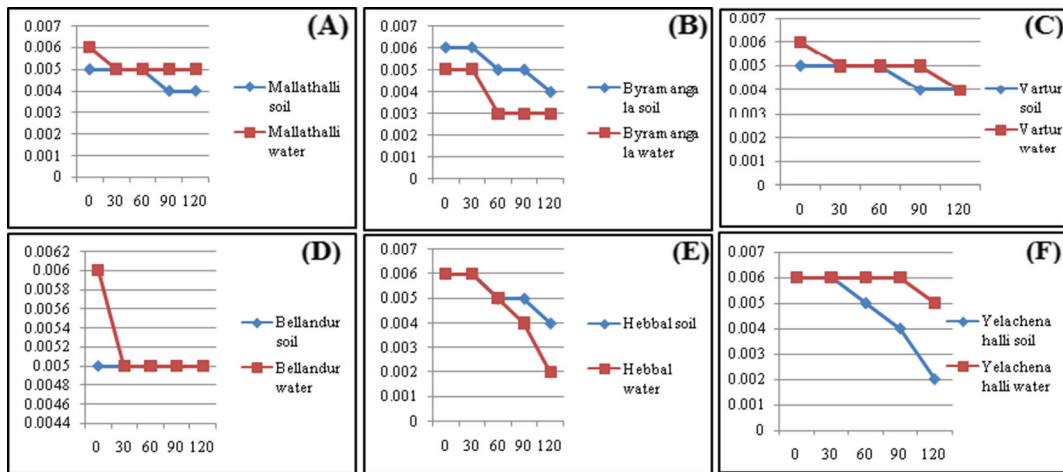 (A)
0.007
0.006
0.005
0.004
0.003
0.002
0.001
0
0 30 60 90 120
Mallathalli
soil
Mallathalli
water
(B)
0.007
0.006
0.005
0.004
0.003
0.002
0.001
0
0 30 60 90 120
Byramanga
la soil
Byramanga
la water
(C)
0.007
0.006
0.005
0.004
0.003
0.002
0.001
0
0 30 60 90 120
Vartur
soil
Vartur
water
(D)
0.0062
0.006
0.0058
0.0056
0.0054
0.0052
0.005
0.0048
0.0046
0.0044
0 30 60 90 120
Bellandur
soil
Bellandur
water
(E)
0.007
0.006
0.005
0.004
0.003
0.002
0.001
0
0 30 60 90 120
Hebbal soil
Hebbal
water
(F)
0.007
0.006
0.005
0.004
0.003
0.002
0.001
0
0 30 60 90 120
Yelachena
halli soil
Yelachena
halli water